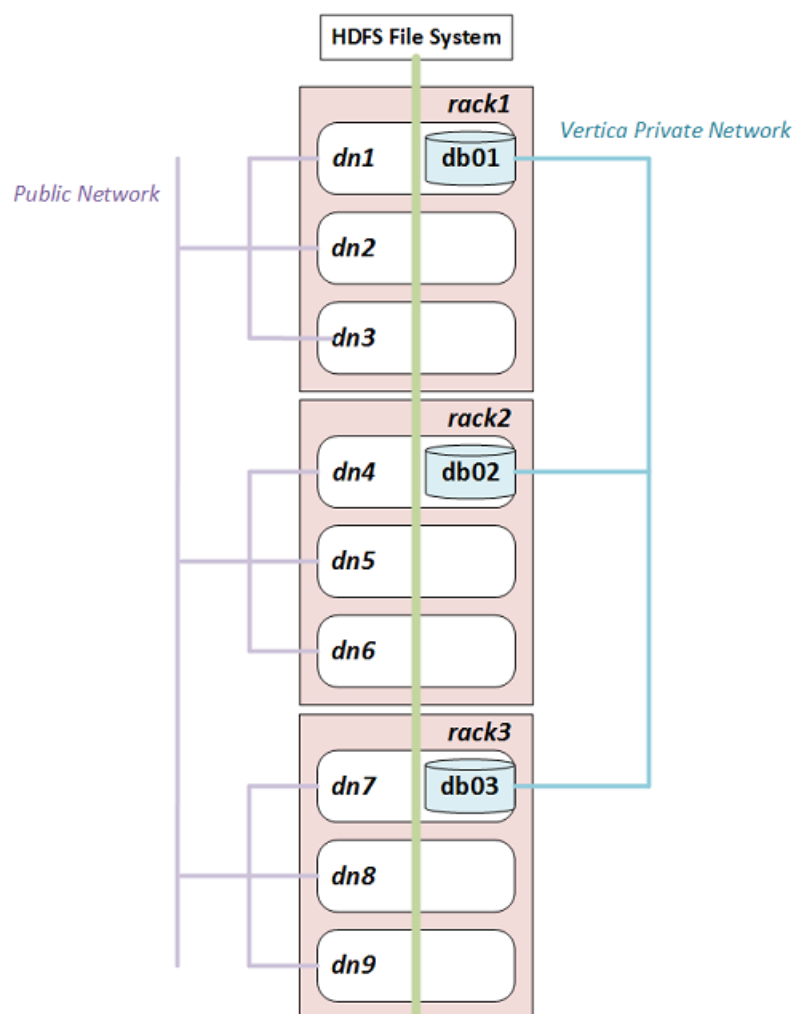 HDFS File System
rack1
Vertica Private Network
dn1
db01
Public Network
dn2
dn3
rack2
dn4
db02
dn5
dn6
rack3
dn7
db03
dn8
dn9